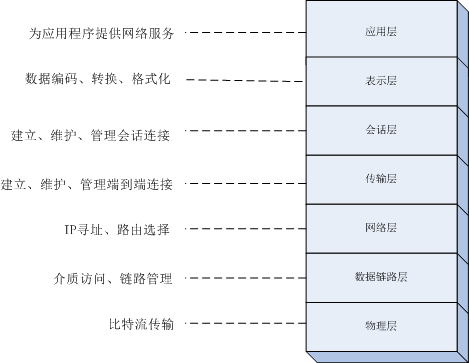 为应用程序提供网络服务
应用层
数据编码、转换、格式化
表示层
建立、维护、管理会话连接
会话层
建立、维护、管理端到端连接
传输层
IP寻址、路由选择
网络层
介质访问、链路管理
数据链路层
比特流传输
物理层